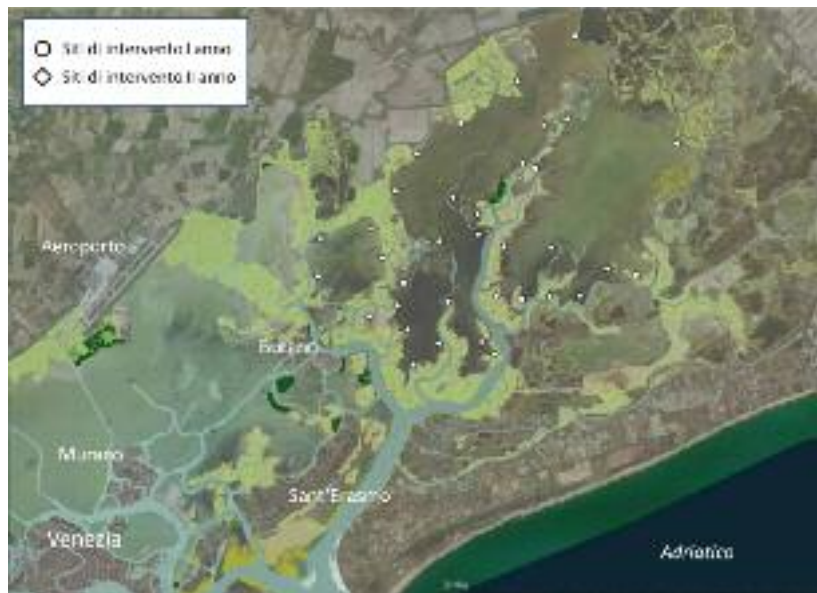 Siti di intervento I anno
Siti di intervento II anno
Aeroporto
Burano
Murano
Sant'Erasmo
Venezia
Adriatico